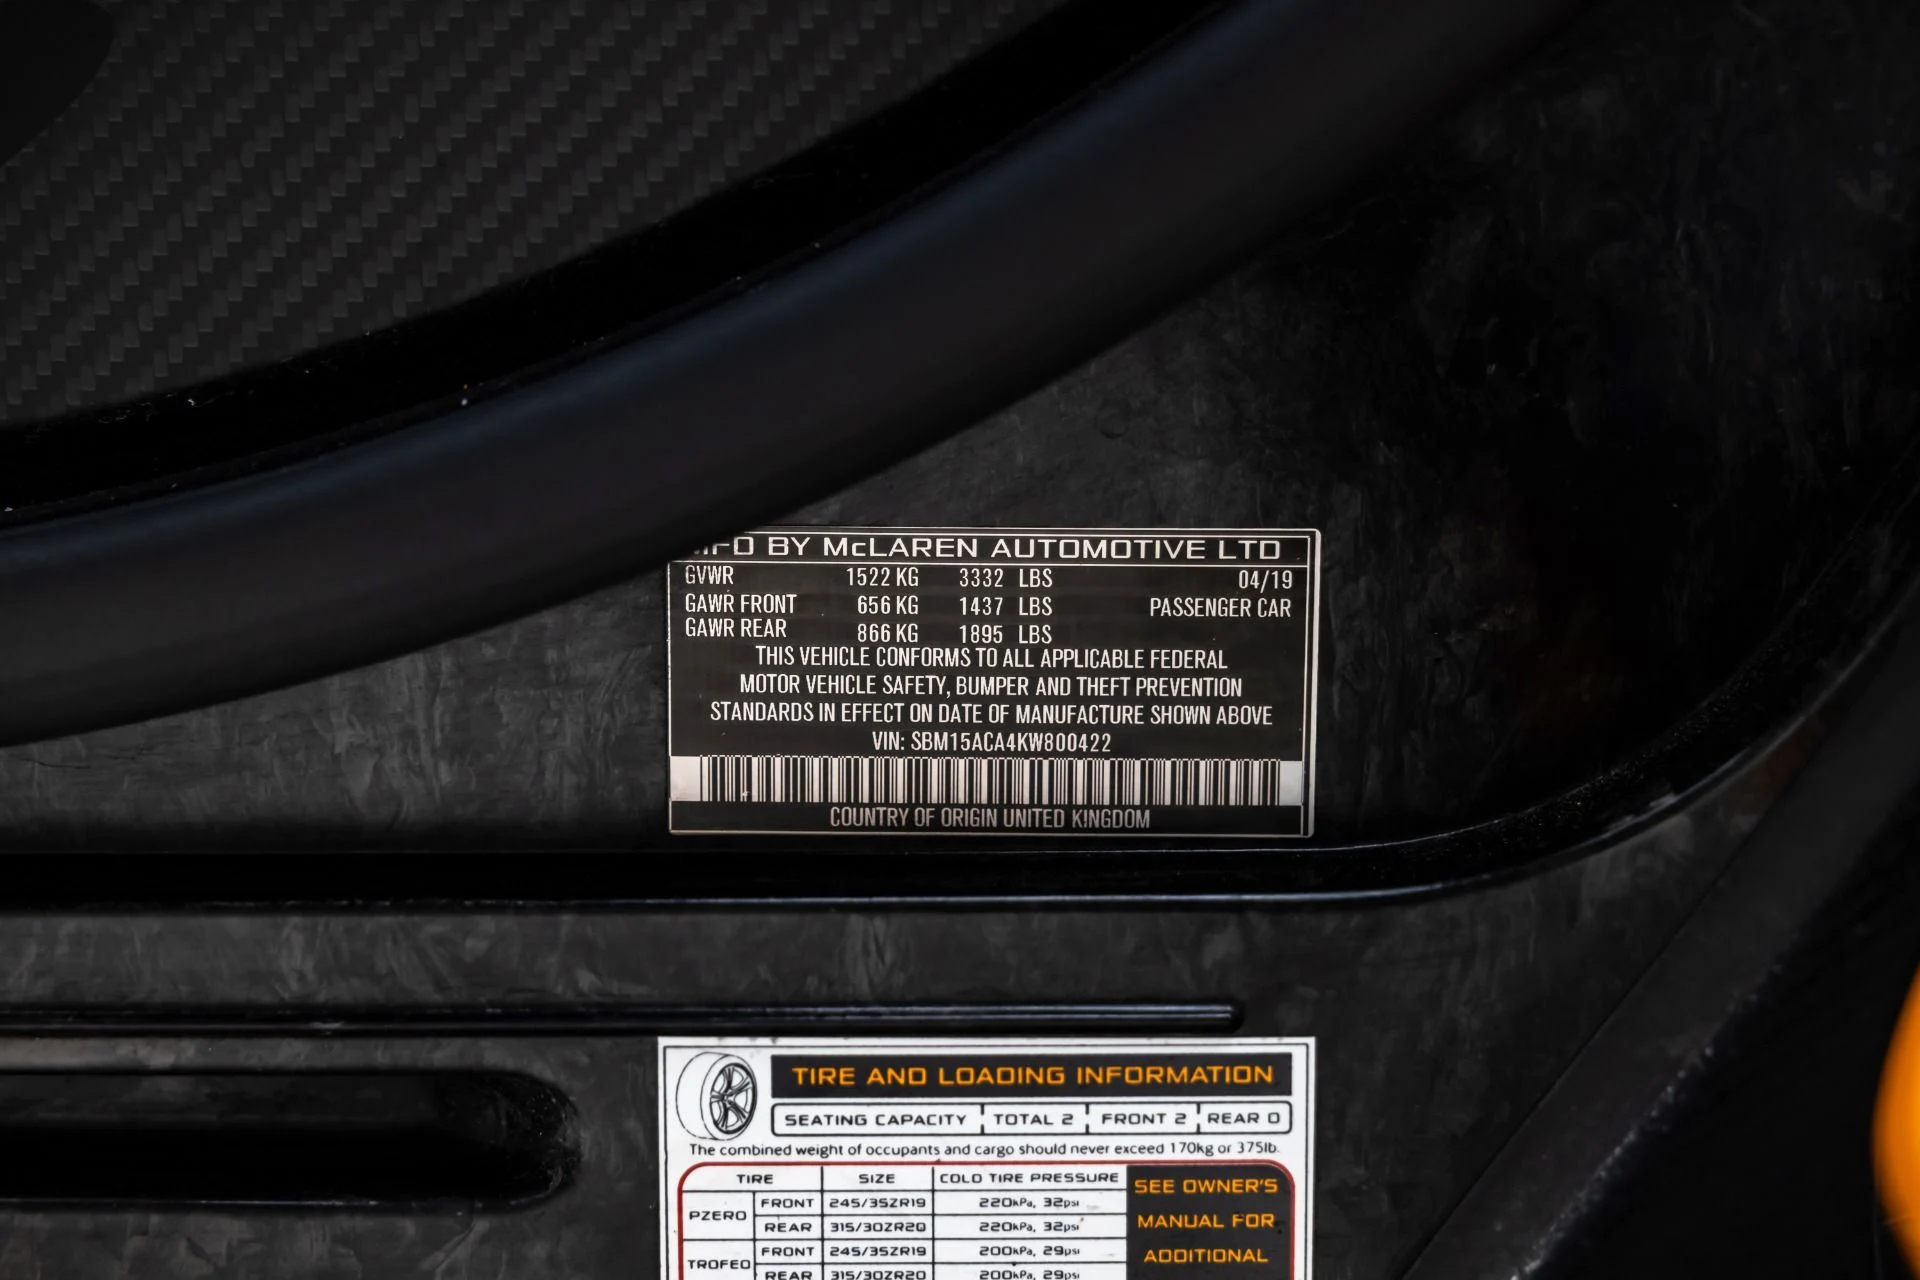 MFD BY McLAREN AUTOMOTIVE LTD
GVWR 1522 KG 3332 LBS 04/19
GAWR FRONT 656 KG 1437 LBS PASSENGER CAR
GAWR REAR 866 KG 1895 LBS
THIS VEHICLE CONFORMS TO ALL APPLICABLE FEDERAL
MOTOR VEHICLE SAFETY, BUMPER AND THEFT PREVENTION
STANDARDS IN EFFECT ON DATE OF MANUFACTURE SHOWN ABOVE
VIN: SBM15ACA4KW800422
COUNTRY OF ORIGIN UNITED KINGDOM
TIRE AND LOADING INFORMATION
SEATING CAPACITY TOTAL 2 FRONT 2 REAR 0
The combined weight of occupants and cargo should never exceed 170kg or 375lb.
TIRE SIZE COLD TIRE PRESSURE
SEE OWNER'S
MANUAL FOR
ADDITIONAL
PZERO FRONT 245/35ZR19 220kPa, 32psi
REAR 315/30ZR20 220kPa, 32psi
TROFEO FRONT 245/35ZR19 200kPa, 29psi
REAR 315/30ZR20 200kPa, 29psi